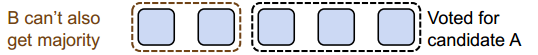 B can’t also
get majority
Voted for
candidate A